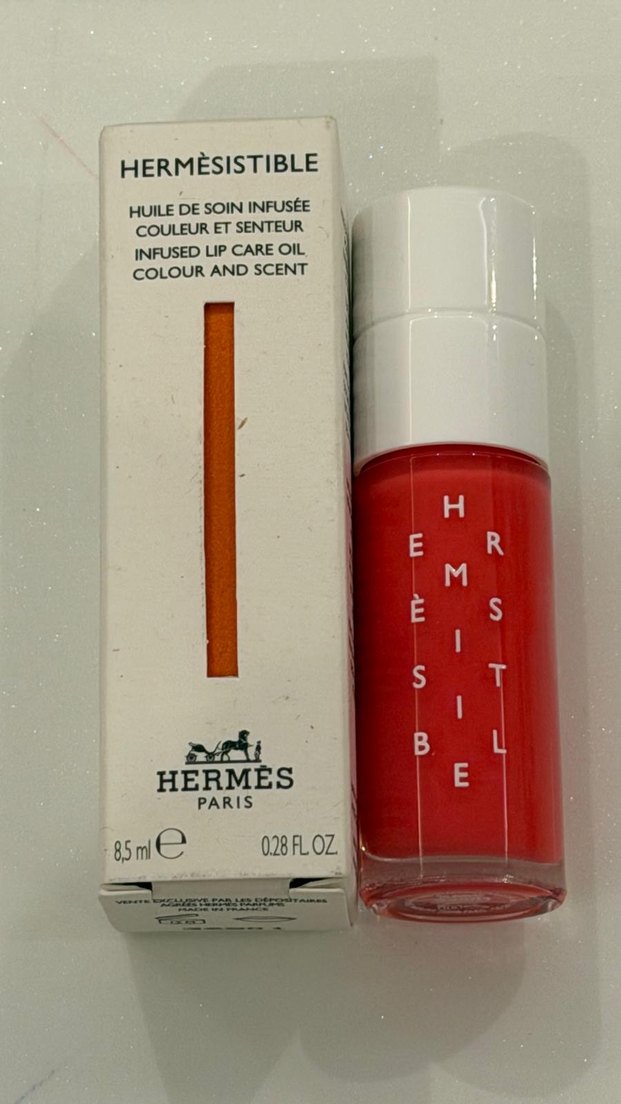 HERMÈSISTIBLE
HUILE DE SOIN INFUSÉE
COULEUR ET SENTEUR
INFUSED LIP CARE OIL
COLOUR AND SCENT
HERMÈS
PARIS
8,5 ml e
0.28 FL. OZ.
VENTE EXCLUSIVE PAR LES DÉPOSITAIRES
AGRÉÉS HERMÈS PARFUMS
MADE IN FRANCE
H
E R
M
È S
I
S T
I
B L
E